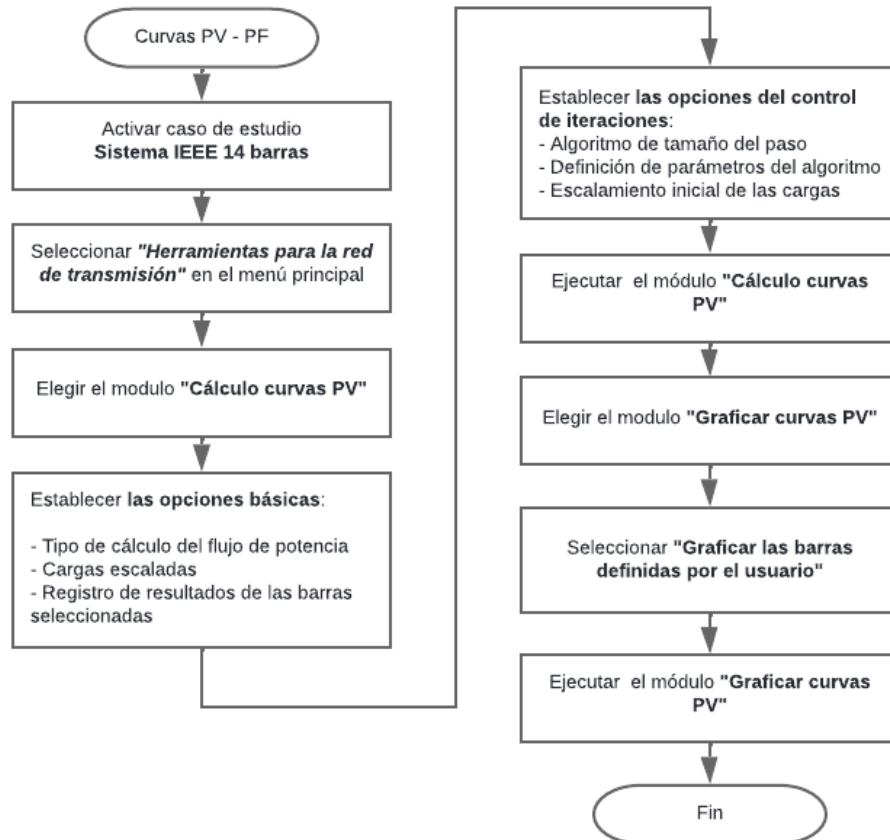 Curvas PV - PF
Activar caso de estudio
Sistema IEEE 14 barras
Seleccionar "Herramientas para la red
de transmisión" en el menú principal
Elegir el modulo "Cálculo curvas PV"
Establecer las opciones básicas:
- Tipo de cálculo del flujo de potencia
- Cargas escaladas
- Registro de resultados de las barras
seleccionadas
Establecer las opciones del control
de iteraciones:
- Algoritmo de tamaño del paso
- Definición de parámetros del algoritmo
- Escalamiento inicial de las cargas
Ejecutar el módulo "Cálculo curvas
PV"
Elegir el modulo "Graficar curvas PV"
Seleccionar "Graficar las barras
definidas por el usuario"
Ejecutar el módulo "Graficar curvas
PV"
Fin